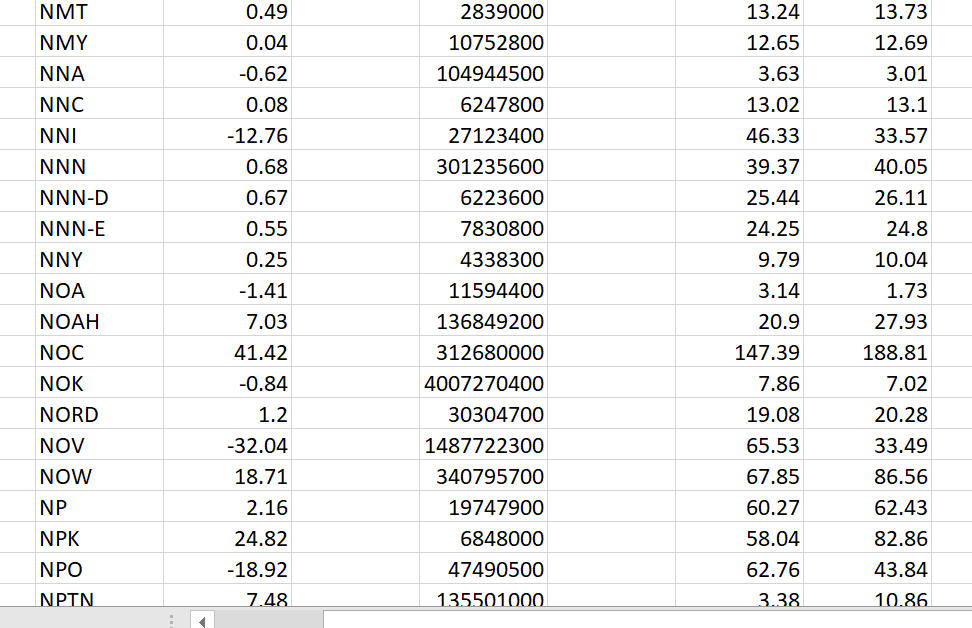 NMT 0.49 2839000 13.24 13.73
NMY 0.04 10752800 12.65 12.69
NNA -0.62 104944500 3.63 3.01
NNC 0.08 6247800 13.02 13.1
NNI -12.76 27123400 46.33 33.57
NNN 0.68 301235600 39.37 40.05
NNN-D 0.67 6223600 25.44 26.11
NNN-E 0.55 7830800 24.25 24.8
NNY 0.25 4338300 9.79 10.04
NOA -1.41 11594400 3.14 1.73
NOAH 7.03 136849200 20.9 27.93
NOC 41.42 312680000 147.39 188.81
NOK -0.84 4007270400 7.86 7.02
NORD 1.2 30304700 19.08 20.28
NOV -32.04 1487722300 65.53 33.49
NOW 18.71 340795700 67.85 86.56
NP 2.16 19747900 60.27 62.43
NPK 24.82 6848000 58.04 82.86
NPO -18.92 47490500 62.76 43.84
NPTN 7.48 135501000 3.38 10.86